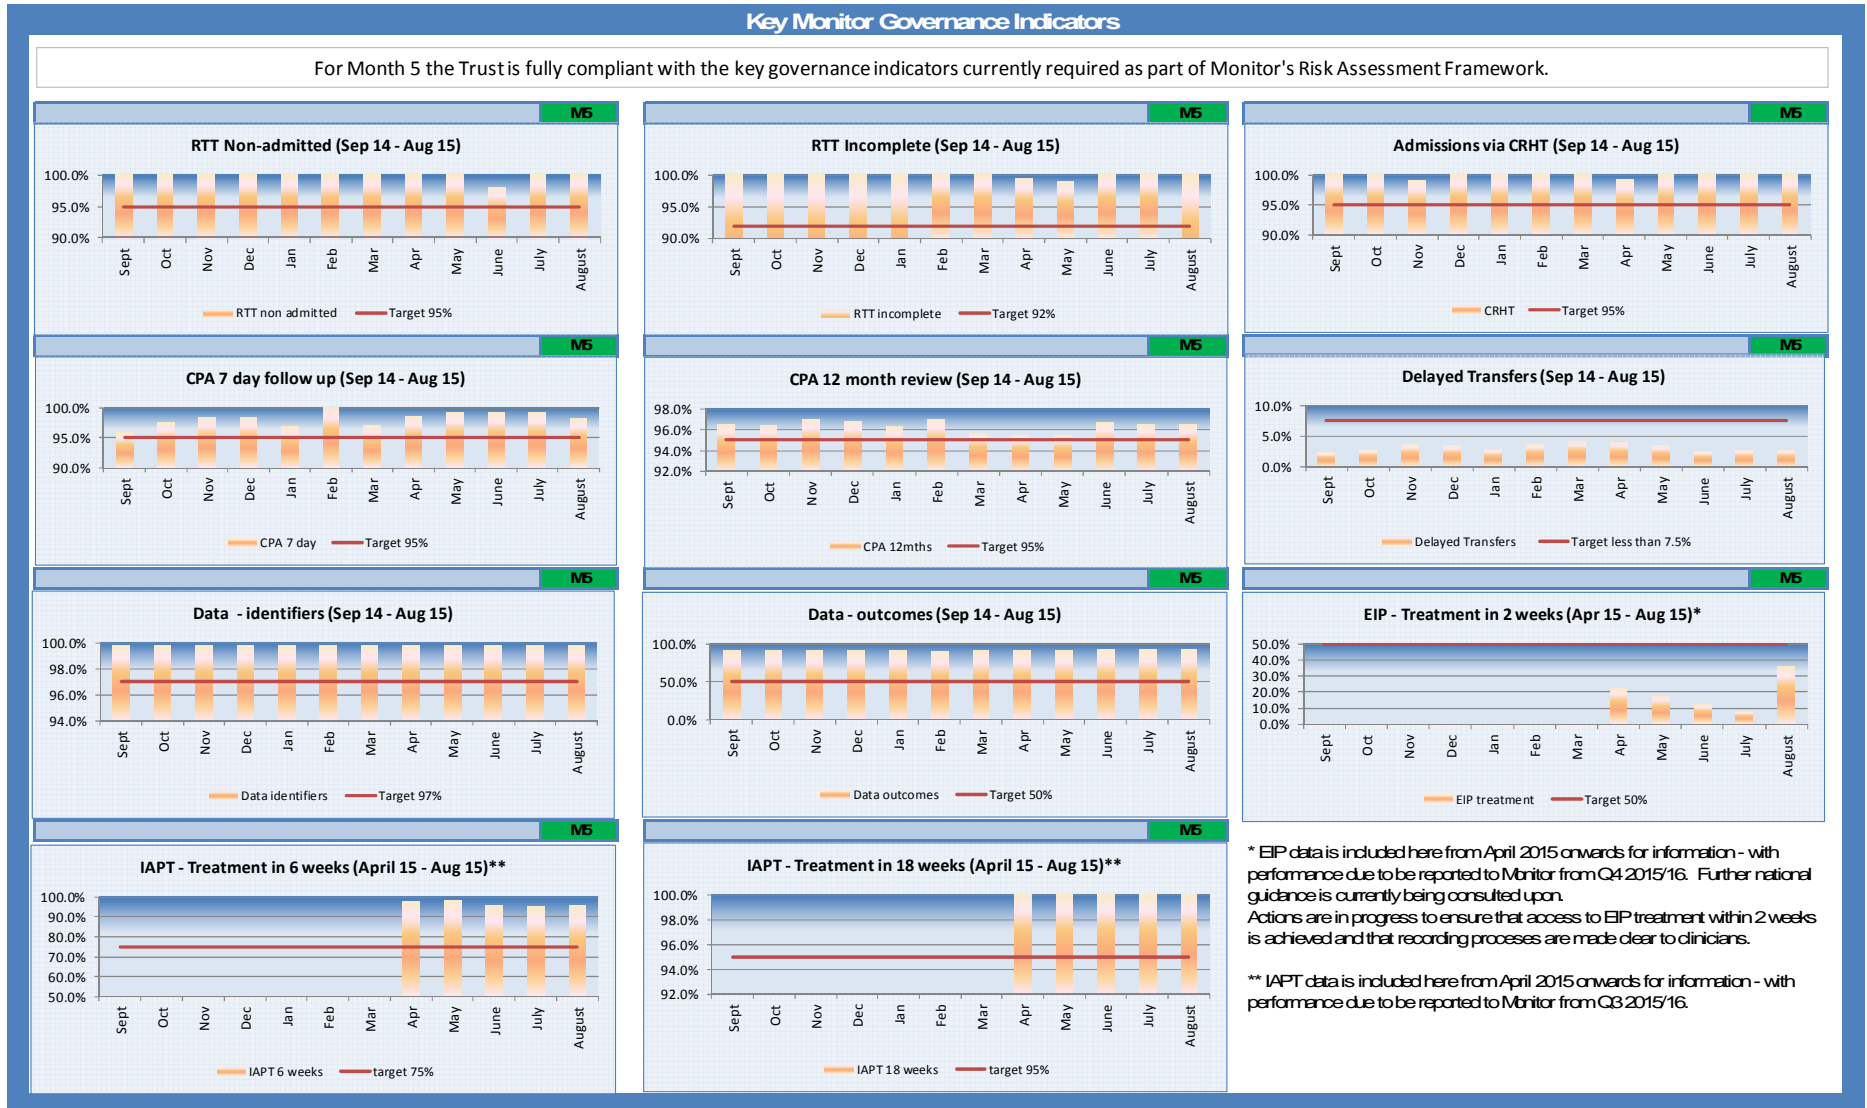 Key Monitor Governance Indicators
For Month 5 the Trust is fully compliant with the key governance indicators currently required as part of Monitor's Risk Assessment Framework.
M5
RTT Non-admitted (Sep 14 - Aug 15)
100.0%
95.0%
90.0%
Sept Oct Nov Dec Jan Feb Mar Apr May June July August
RTT non admitted Target 95%
M5
RTT Incomplete (Sep 14 - Aug 15)
100.0%
95.0%
90.0%
Sept Oct Nov Dec Jan Feb Mar Apr May June July August
RTT incomplete Target 92%
M5
Admissions via CRHT (Sep 14 - Aug 15)
100.0%
95.0%
90.0%
Sept Oct Nov Dec Jan Feb Mar Apr May June July August
CRHT Target 95%
M5
CPA 7 day follow up (Sep 14 - Aug 15)
100.0%
95.0%
90.0%
Sept Oct Nov Dec Jan Feb Mar Apr May June July August
CPA 7 day Target 95%
M5
CPA 12 month review (Sep 14 - Aug 15)
98.0%
96.0%
94.0%
92.0%
Sept Oct Nov Dec Jan Feb Mar Apr May June July August
CPA 12mths Target 95%
M5
Delayed Transfers (Sep 14 - Aug 15)
10.0%
5.0%
0.0%
Sept Oct Nov Dec Jan Feb Mar Apr May June July August
Delayed Transfers Target less than 7.5%
M5
Data - identifiers (Sep 14 - Aug 15)
100.0%
98.0%
96.0%
94.0%
Sept Oct Nov Dec Jan Feb Mar Apr May June July August
Data identifiers Target 97%
M5
Data - outcomes (Sep 14 - Aug 15)
100.0%
50.0%
0.0%
Sept Oct Nov Dec Jan Feb Mar Apr May June July August
Data outcomes Target 50%
M5
EIP - Treatment in 2 weeks (Apr 15 - Aug 15)*
50.0%
40.0%
30.0%
20.0%
10.0%
0.0%
Sept Oct Nov Dec Jan Feb Mar Apr May June July August
EIP treatment Target 50%
M5
IAPT - Treatment in 6 weeks (April 15 - Aug 15)**
100.0%
90.0%
80.0%
70.0%
60.0%
50.0%
Sept Oct Nov Dec Jan Feb Mar Apr May June July August
IAPT 6 weeks target 75%
M5
IAPT - Treatment in 18 weeks (April 15 - Aug 15)**
100.0%
98.0%
96.0%
94.0%
92.0%
Sept Oct Nov Dec Jan Feb Mar Apr May June July August
IAPT 18 weeks target 95%
* EIP data is included here from April 2015 onwards for information - with
performance due to be reported to Monitor from Q4 2015/16. Further national
guidance is currently being consulted upon.
Actions are in progress to ensure that access to EIP treatment within 2 weeks
is achieved and that recording proceses are made clear to clinicians.
** IAPT data is included here from April 2015 onwards for information - with
performance due to be reported to Monitor from Q3 2015/16.